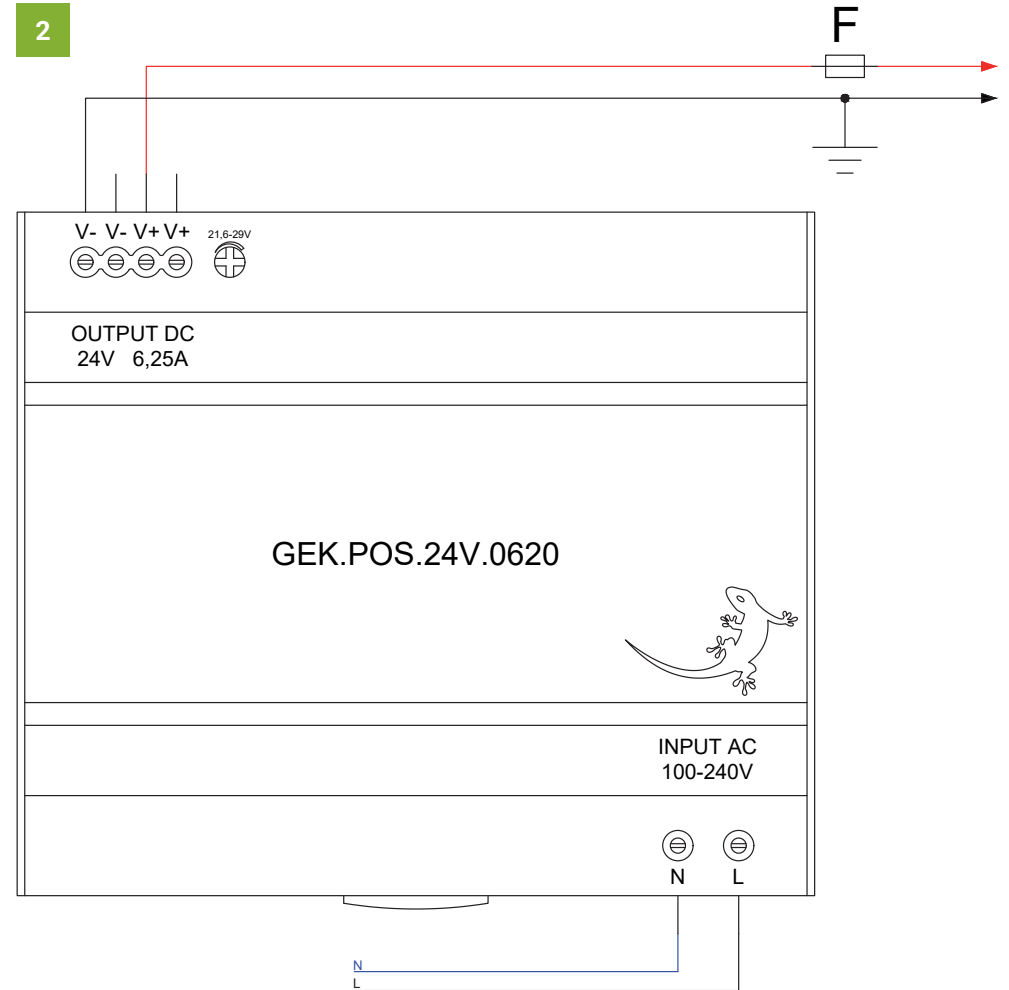 2
F
V- V- V+ V+
21,6-29V
OUTPUT DC
24V 6,25A
GEK.POS.24V.0620
INPUT AC
100-240V
N L
N
L